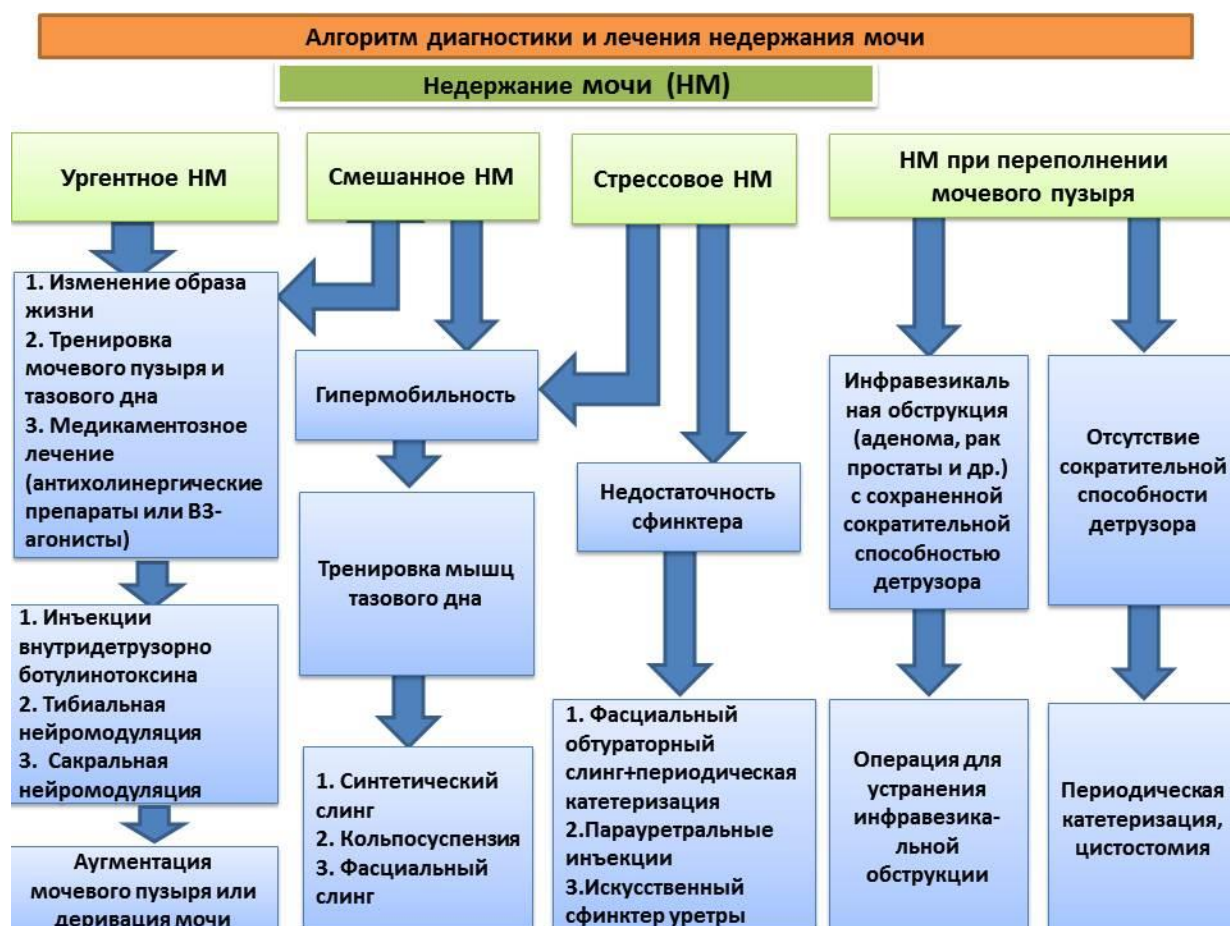 Алгоритм диагностики и лечения недержания мочи
Недержание мочи (НМ)
Ургентное НМ
Смешанное НМ
Стрессовое НМ
НМ при переполнении
мочевого пузыря
1. Изменение образа
жизни
2. Тренировка
мочевого пузыря и
тазового дна
3. Медикаментозное
лечение
(антихолинергические
препараты или В3-
агонисты)
Гипермобильность
Недостаточность
сфинктера
Инфравезикаль
ная обструкция
(аденома, рак
простаты и др.)
с сохраненной
сократительной
способностью
детрузора
Отсутствие
сократительной
способности
детрузора
Тренировка мышц
тазового дна
1. Инъекции
внутридетрузорно
ботулинотоксина
2. Тибиальная
нейромодуляция
3. Сакральная
нейромодуляция
Аугментация
мочевого пузыря или
деривация мочи
1. Синтетический
слинг
2. Кольпосуспензия
3. Фасциальный
слинг
1. Фасциальный
обтураторный
слинг+периодическая
катетеризация
2.Парауретральные
инъекции
3.Искусственный
сфинктер уретры
Операция для
устранения
инфравезика-
льной
обструкции
Периодическая
катетеризация,
цистостомия